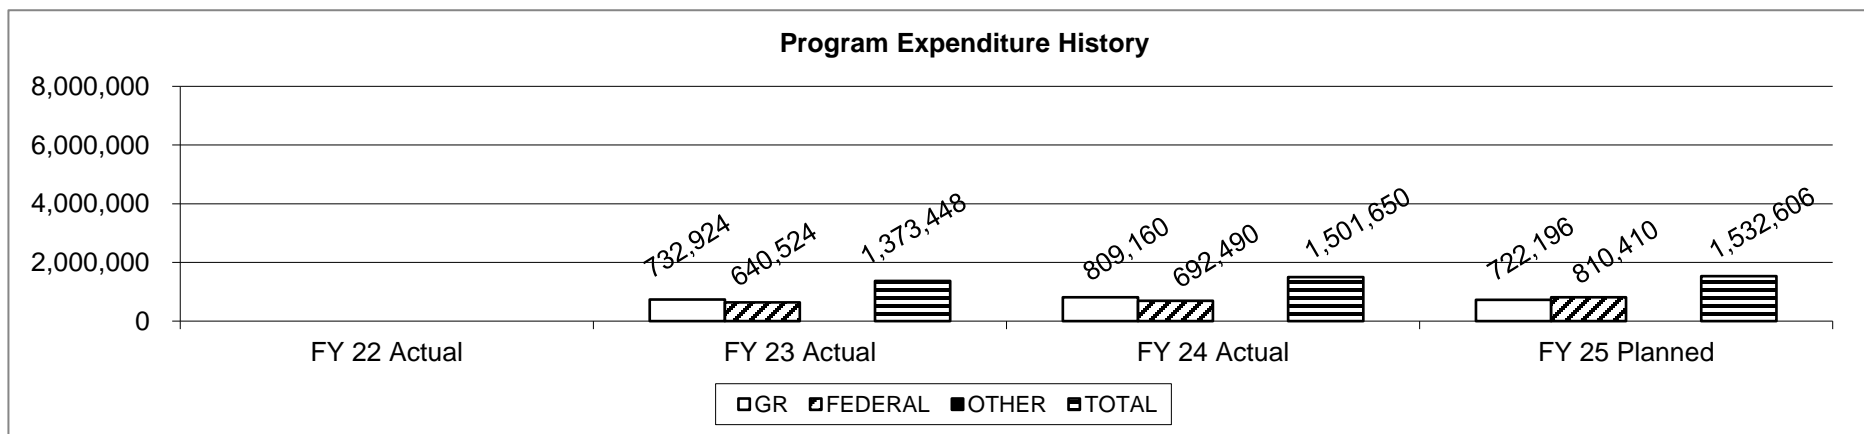 Program Expenditure History
8,000,000
6,000,000
4,000,000
2,000,000
0
732,924
640,524
1,373,448
809,160
692,490
1,501,650
722,196
810,410
1,532,606
FY 22 Actual
FY 23 Actual
FY 24 Actual
FY 25 Planned
GR FEDERAL OTHER TOTAL